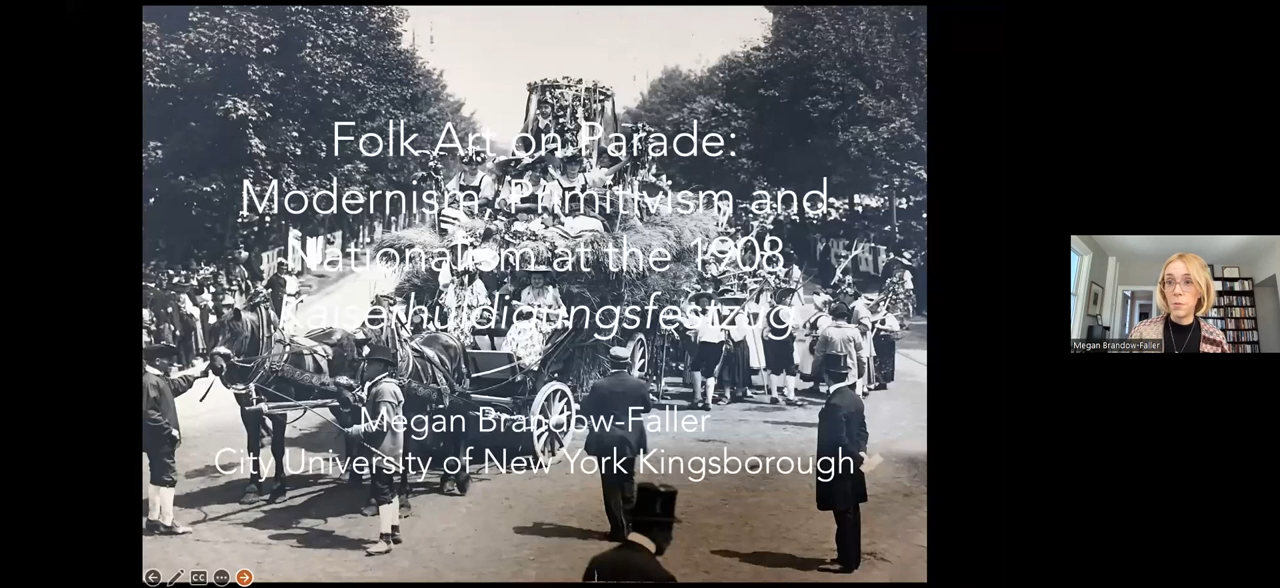 Folk Art on Parade:
Modernism, Primitivism and
Nationalism at the 1908
Kaiserhuldigungsfestzug
Megan Brandow-Faller
City University of New York Kingsborough
Megan Brandow-Faller
CC